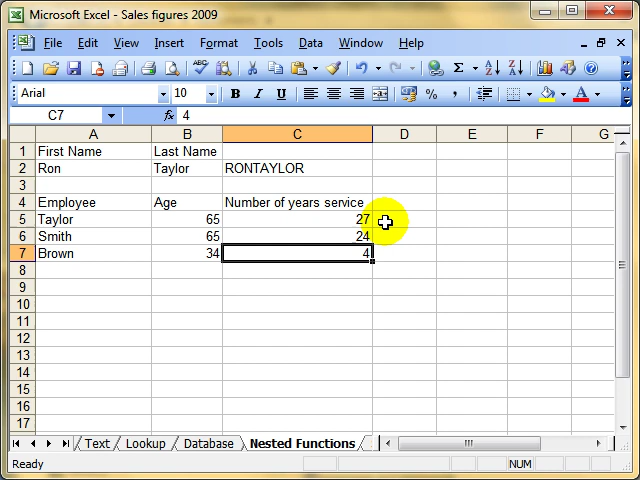 Microsoft Excel - Sales figures 2009
File Edit View Insert Format Tools Data Window Help
Arial 10 B I U
C7 fx 4
A B C D E F G
1 First Name Last Name
2 Ron Taylor RONTAYLOR
3
4 Employee Age Number of years service
5 Taylor 65 27
6 Smith 65 24
7 Brown 34 4
8
9
10
11
12
13
14
15
16
17
Text Lookup Database Nested Functions
Ready NUM